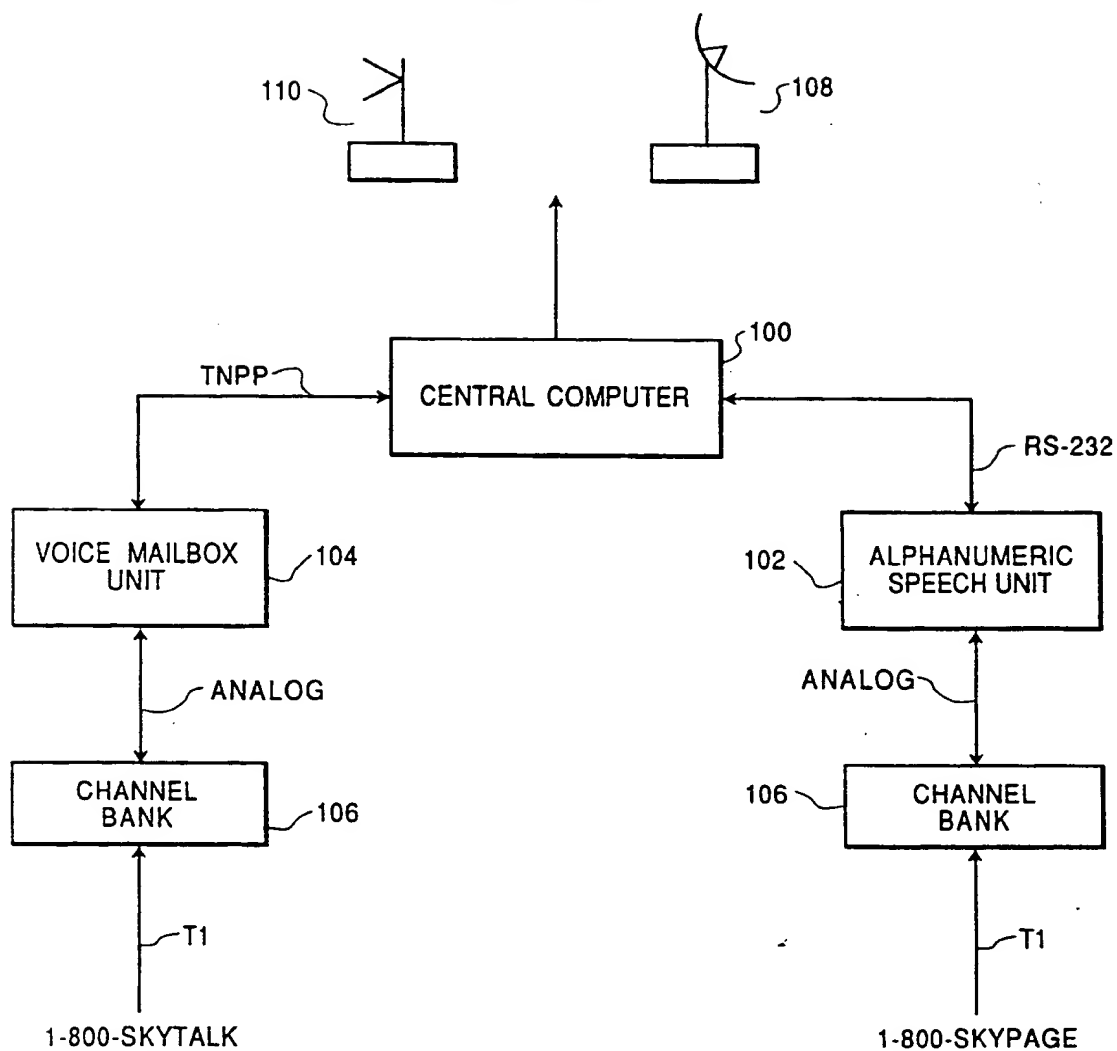 110
108
100
TNPP
CENTRAL COMPUTER
RS-232
VOICE MAILBOX
UNIT
104
102
ALPHANUMERIC
SPEECH UNIT
ANALOG
ANALOG
CHANNEL
BANK
106
106
CHANNEL
BANK
T1
T1
1-800-SKYTALK
1-800-SKYPAGE